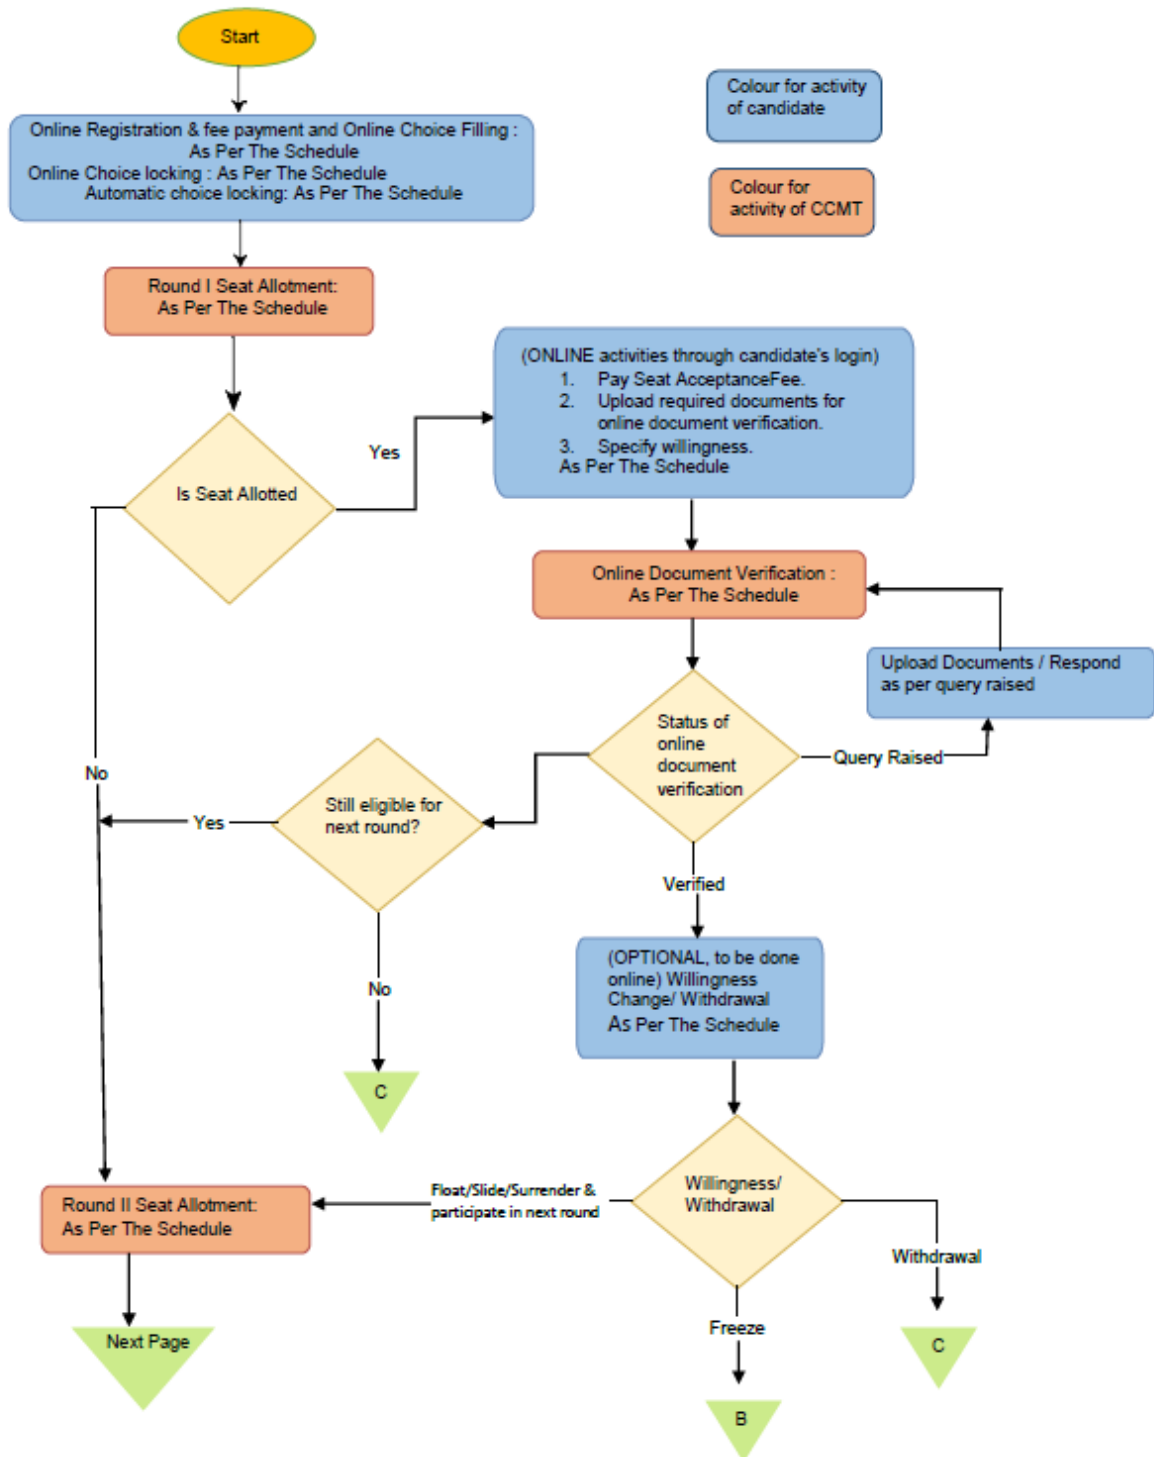 Start
Colour for activity
of candidate
Online Registration & fee payment and Online Choice Filling :
As Per The Schedule
Online Choice locking : As Per The Schedule
Automatic choice locking: As Per The Schedule
Colour for
activity of CCMT
Round I Seat Allotment:
As Per The Schedule
(ONLINE activities through candidate's login)
1. Pay Seat AcceptanceFee.
2. Upload required documents for
online document verification.
3. Specify willingness.
As Per The Schedule
Yes
Is Seat Allotted
Online Document Verification :
As Per The Schedule
Upload Documents / Respond
as per query raised
Status of
online
document
verification
Query Raised
No
Still eligible for
next round?
Yes
Verified
(OPTIONAL, to be done
online) Willingness
Change/ Withdrawal
As Per The Schedule
No
C
Round II Seat Allotment:
As Per The Schedule
Float/Slide/Surrender &
participate in next round
Willingness/
Withdrawal
Withdrawal
Next Page
Freeze
C
B